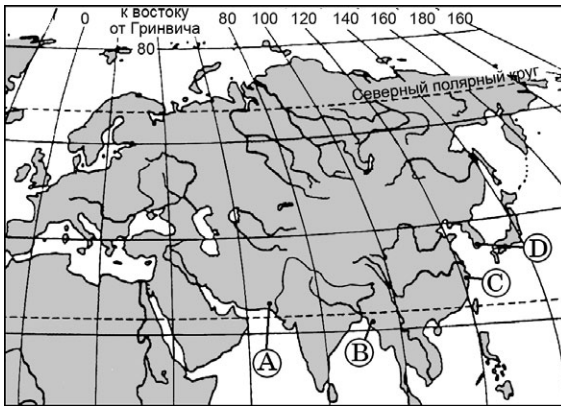 0
к востоку
от Гринвича
80 100 120 140 160 180 160
80
Северный полярный круг
D
C
A
B